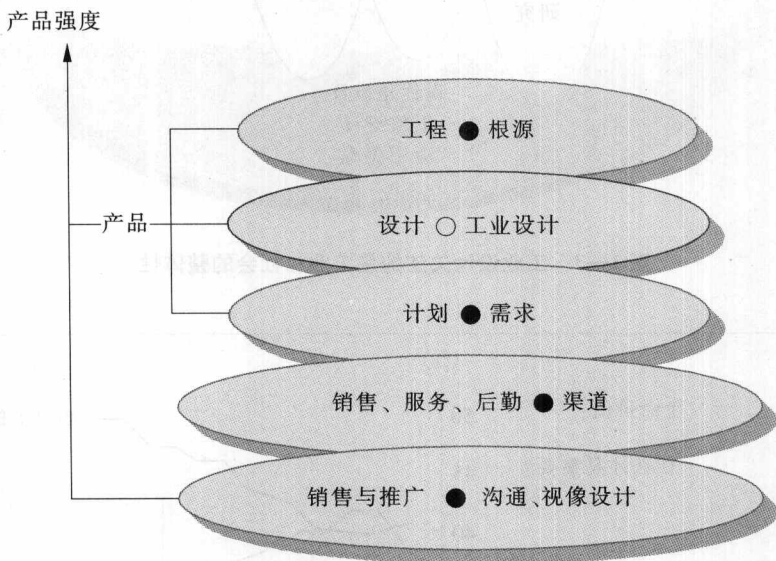 产品强度
工程 ● 根源
产品
设计 ○ 工业设计
计划 ● 需求
销售、服务、后勤 ● 渠道
销售与推广 ● 沟通、视像设计